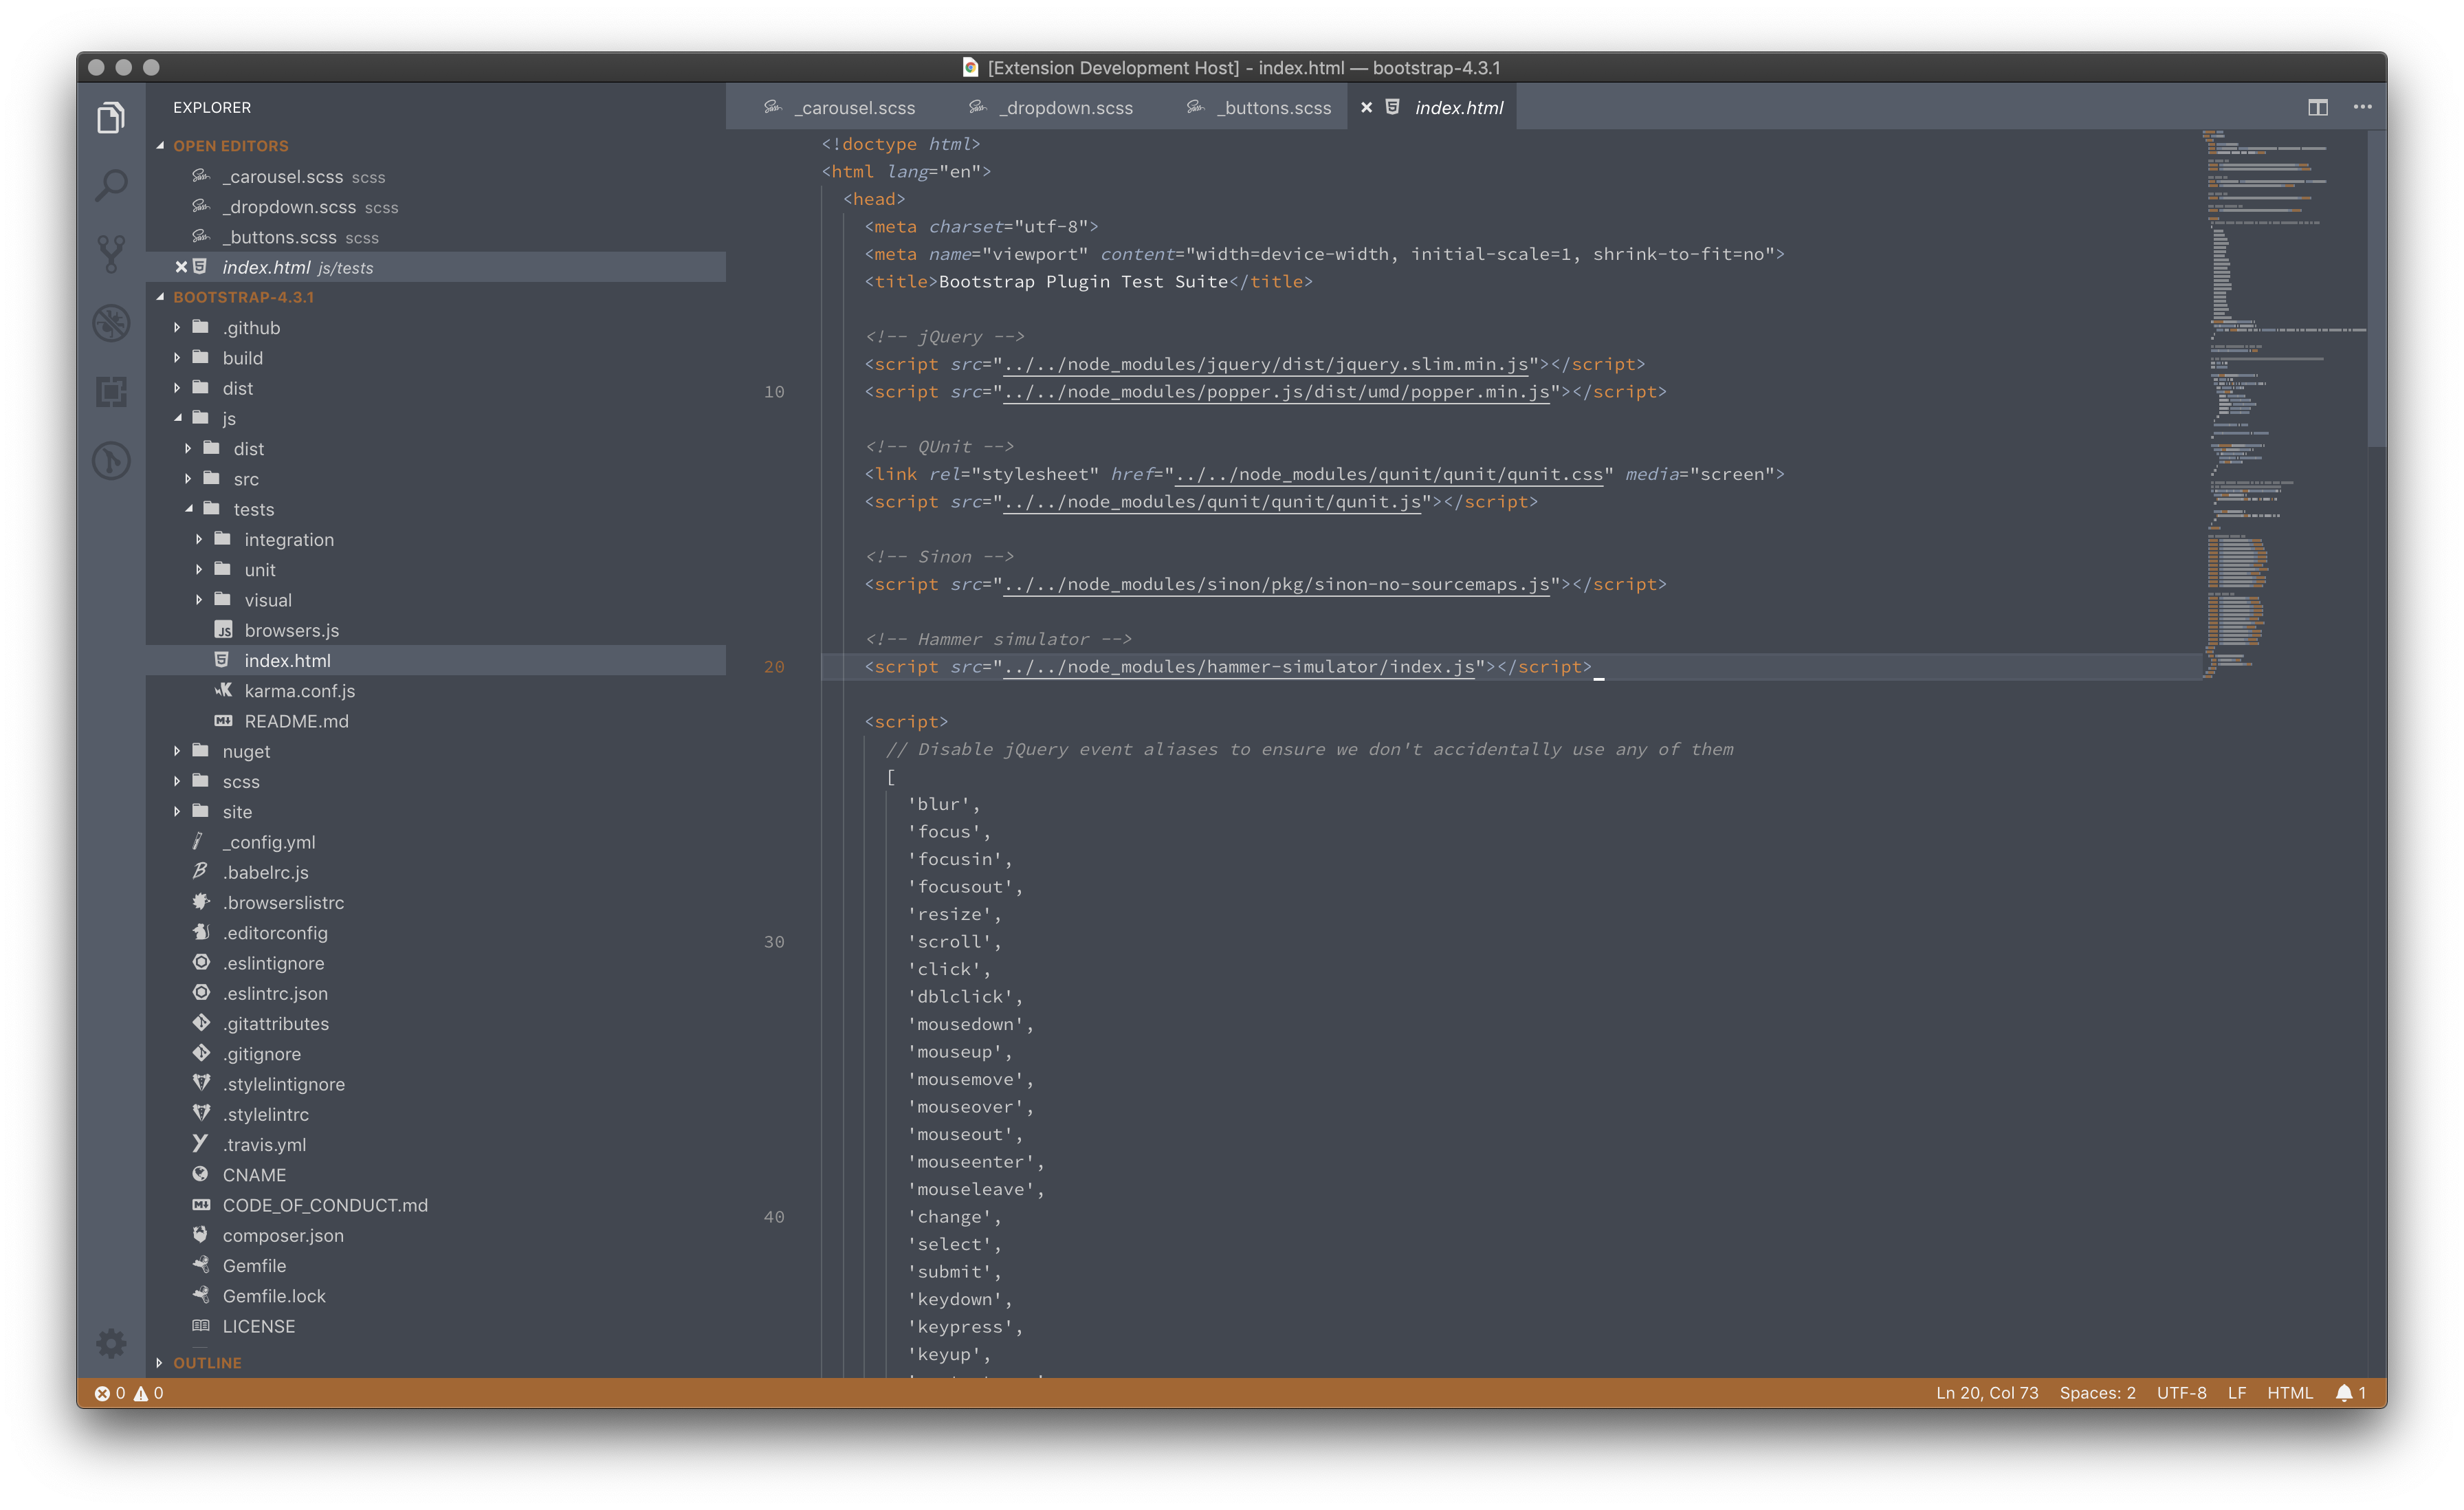 [Extension Development Host] - index.html — bootstrap-4.3.1
EXPLORER
OPEN EDITORS
_carousel.scss scss
_dropdown.scss scss
_buttons.scss scss
index.html js/tests
BOOTSTRAP-4.3.1
.github
build
dist
js
dist
src
tests
integration
unit
visual
browsers.js
index.html
karma.conf.js
README.md
nuget
scss
site
_config.yml
.babelrc.js
.browserslistrc
.editorconfig
.eslintignore
.eslintrc.json
.gitattributes
.gitignore
.stylelintignore
.stylelintrc
.travis.yml
CNAME
CODE_OF_CONDUCT.md
composer.json
Gemfile
Gemfile.lock
LICENSE
OUTLINE
_carousel.scss _dropdown.scss _buttons.scss index.html
<!doctype html>
<html lang="en">
<head>
<meta charset="utf-8">
<meta name="viewport" content="width=device-width, initial-scale=1, shrink-to-fit=no">
<title>Bootstrap Plugin Test Suite</title>
<!-- jQuery -->
<script src="../../node_modules/jquery/dist/jquery.slim.min.js"></script>
10 <script src="../../node_modules/popper.js/dist/umd/popper.min.js"></script>
<!-- QUnit -->
<link rel="stylesheet" href="../../node_modules/qunit/qunit/qunit.css" media="screen">
<script src="../../node_modules/qunit/qunit/qunit.js"></script>
<!-- Sinon -->
<script src="../../node_modules/sinon/pkg/sinon-no-sourcemaps.js"></script>
<!-- Hammer simulator -->
20 <script src="../../node_modules/hammer-simulator/index.js"></script>
<script>
// Disable jQuery event aliases to ensure we don't accidentally use any of them
[
'blur',
'focus',
'focusin',
'focusout',
'resize',
30 'scroll',
'click',
'dblclick',
'mousedown',
'mouseup',
'mousemove',
'mouseover',
'mouseout',
'mouseenter',
'mouseleave',
40 'change',
'select',
'submit',
'keydown',
'keypress',
'keyup',
0 0 Ln 20, Col 73 Spaces: 2 UTF-8 LF HTML 1